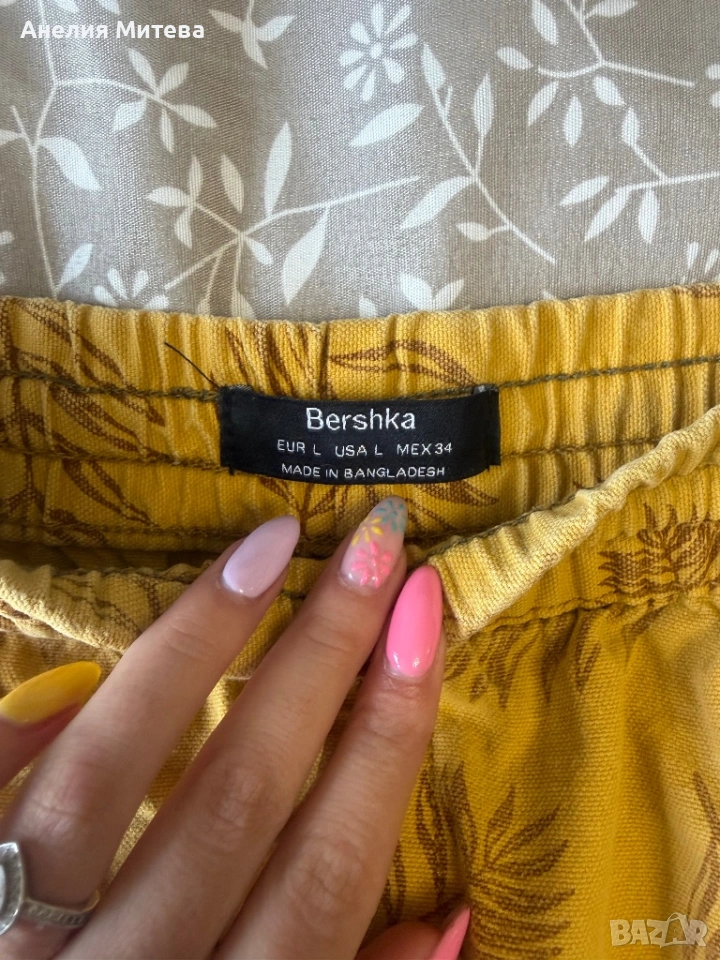 Анелия Митева
Bershka
EUR L USA L MEX 34
MADE IN BANGLADESH
BAZAR